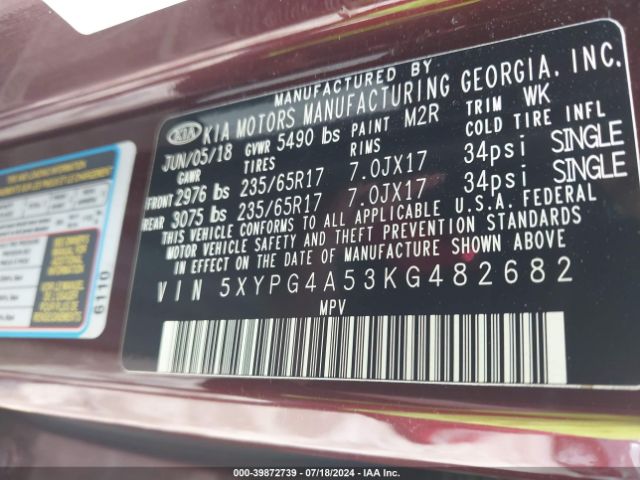 MANUFACTURED BY
KIA KIA MOTORS MANUFACTURING GEORGIA, INC.
JUN/05/18 GVWR 5490 lbs PAINT M2R TRIM WK
GAWR TIRES RIMS COLD TIRE INFL
FRONT 2976 lbs 235/65R17 7.0JX17 34psi SINGLE
REAR 3075 lbs 235/65R17 7.0JX17 34psi SINGLE
THIS VEHICLE CONFORMS TO ALL APPLICABLE U.S.A. FEDERAL
MOTOR VEHICLE SAFETY AND THEFT PREVENTION STANDARDS
IN EFFECT ON THE DATE OF MANUFACTURE SHOWN ABOVE
VIN 5XYPG4A53KG482682
MPV
6110
000-39872739 / 07/18/2024 - IAA Inc.